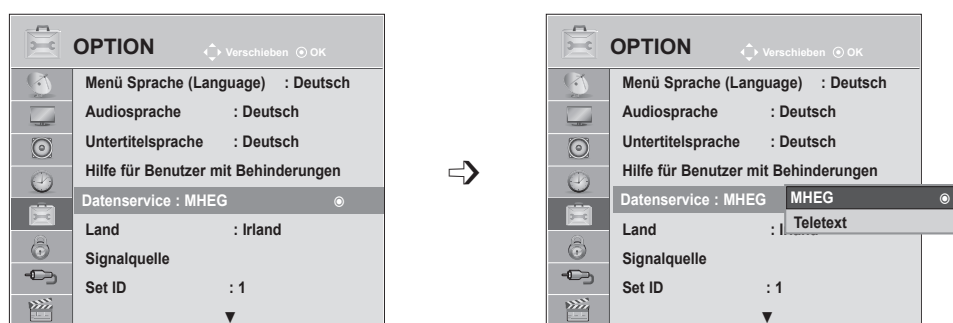 OPTION
Verschieben OK
Menü Sprache (Language) : Deutsch
Audiosprache : Deutsch
Untertitelsprache : Deutsch
Hilfe für Benutzer mit Behinderungen
Datenservice : MHEG
Land : Irland
Signalquelle
Set ID : 1
OPTION
Verschieben OK
Menü Sprache (Language) : Deutsch
Audiosprache : Deutsch
Untertitelsprache : Deutsch
Hilfe für Benutzer mit Behinderungen
Datenservice : MHEG
MHEG
Teletext
Land : Irland
Signalquelle
Set ID : 1